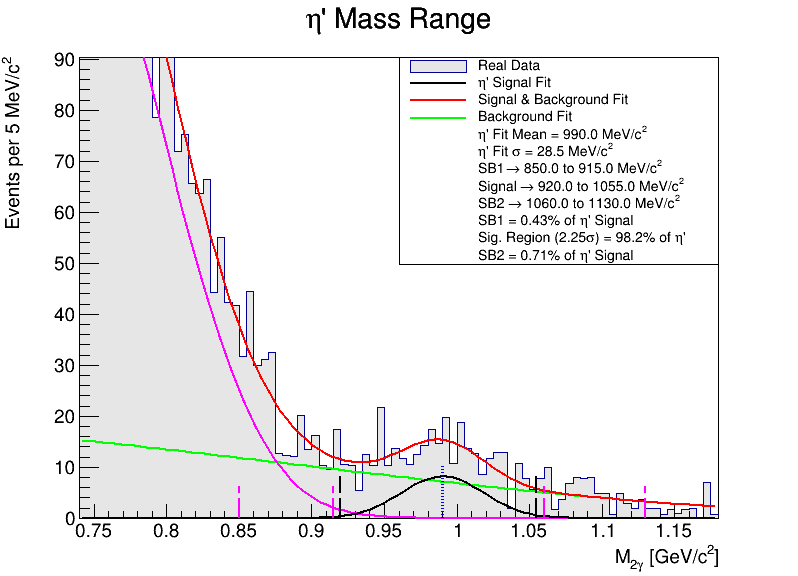 η' Mass Range
Events per 5 MeV/c²
90
80
70
60
50
40
30
20
10
0
Real Data
η' Signal Fit
Signal & Background Fit
Background Fit
η' Fit Mean = 990.0 MeV/c²
η' Fit σ = 28.5 MeV/c²
SB1 → 850.0 to 915.0 MeV/c²
Signal → 920.0 to 1055.0 MeV/c²
SB2 → 1060.0 to 1130.0 MeV/c²
SB1 = 0.43% of η' Signal
Sig. Region (2.25σ) = 98.2% of η'
SB2 = 0.71% of η' Signal
0.75 0.8 0.85 0.9 0.95 1 1.05 1.1 1.15
M₂γ [GeV/c²]